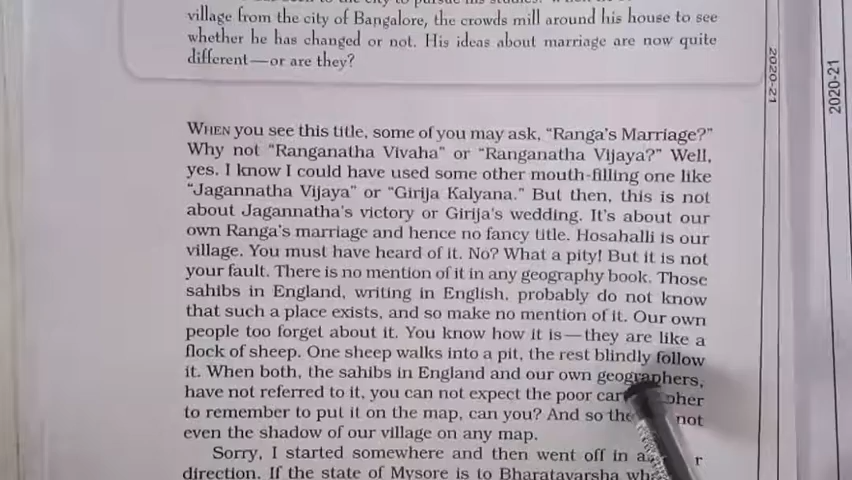 village from the city of Bangalore, the crowds mill around his house to see
whether he has changed or not. His ideas about marriage are now quite
different—or are they?
2020-21
2020-21
WHEN you see this title, some of you may ask, “Ranga’s Marriage?”
Why not “Ranganatha Vivaha” or “Ranganatha Vijaya?” Well,
yes. I know I could have used some other mouth-filling one like
“Jagannatha Vijaya” or “Girija Kalyana.” But then, this is not
about Jagannatha’s victory or Girija’s wedding. It’s about our
own Ranga’s marriage and hence no fancy title. Hosahalli is our
village. You must have heard of it. No? What a pity! But it is not
your fault. There is no mention of it in any geography book. Those
sahibs in England, writing in English, probably do not know
that such a place exists, and so make no mention of it. Our own
people too forget about it. You know how it is—they are like a
flock of sheep. One sheep walks into a pit, the rest blindly follow
it. When both, the sahibs in England and our own geographers,
have not referred to it, you can not expect the poor
to remember to put it on the map, can you? And so not
even the shadow of our village on any map.
Sorry, I started somewhere and then went off in
direction. If the state of Mysore is to Bharatavarsha